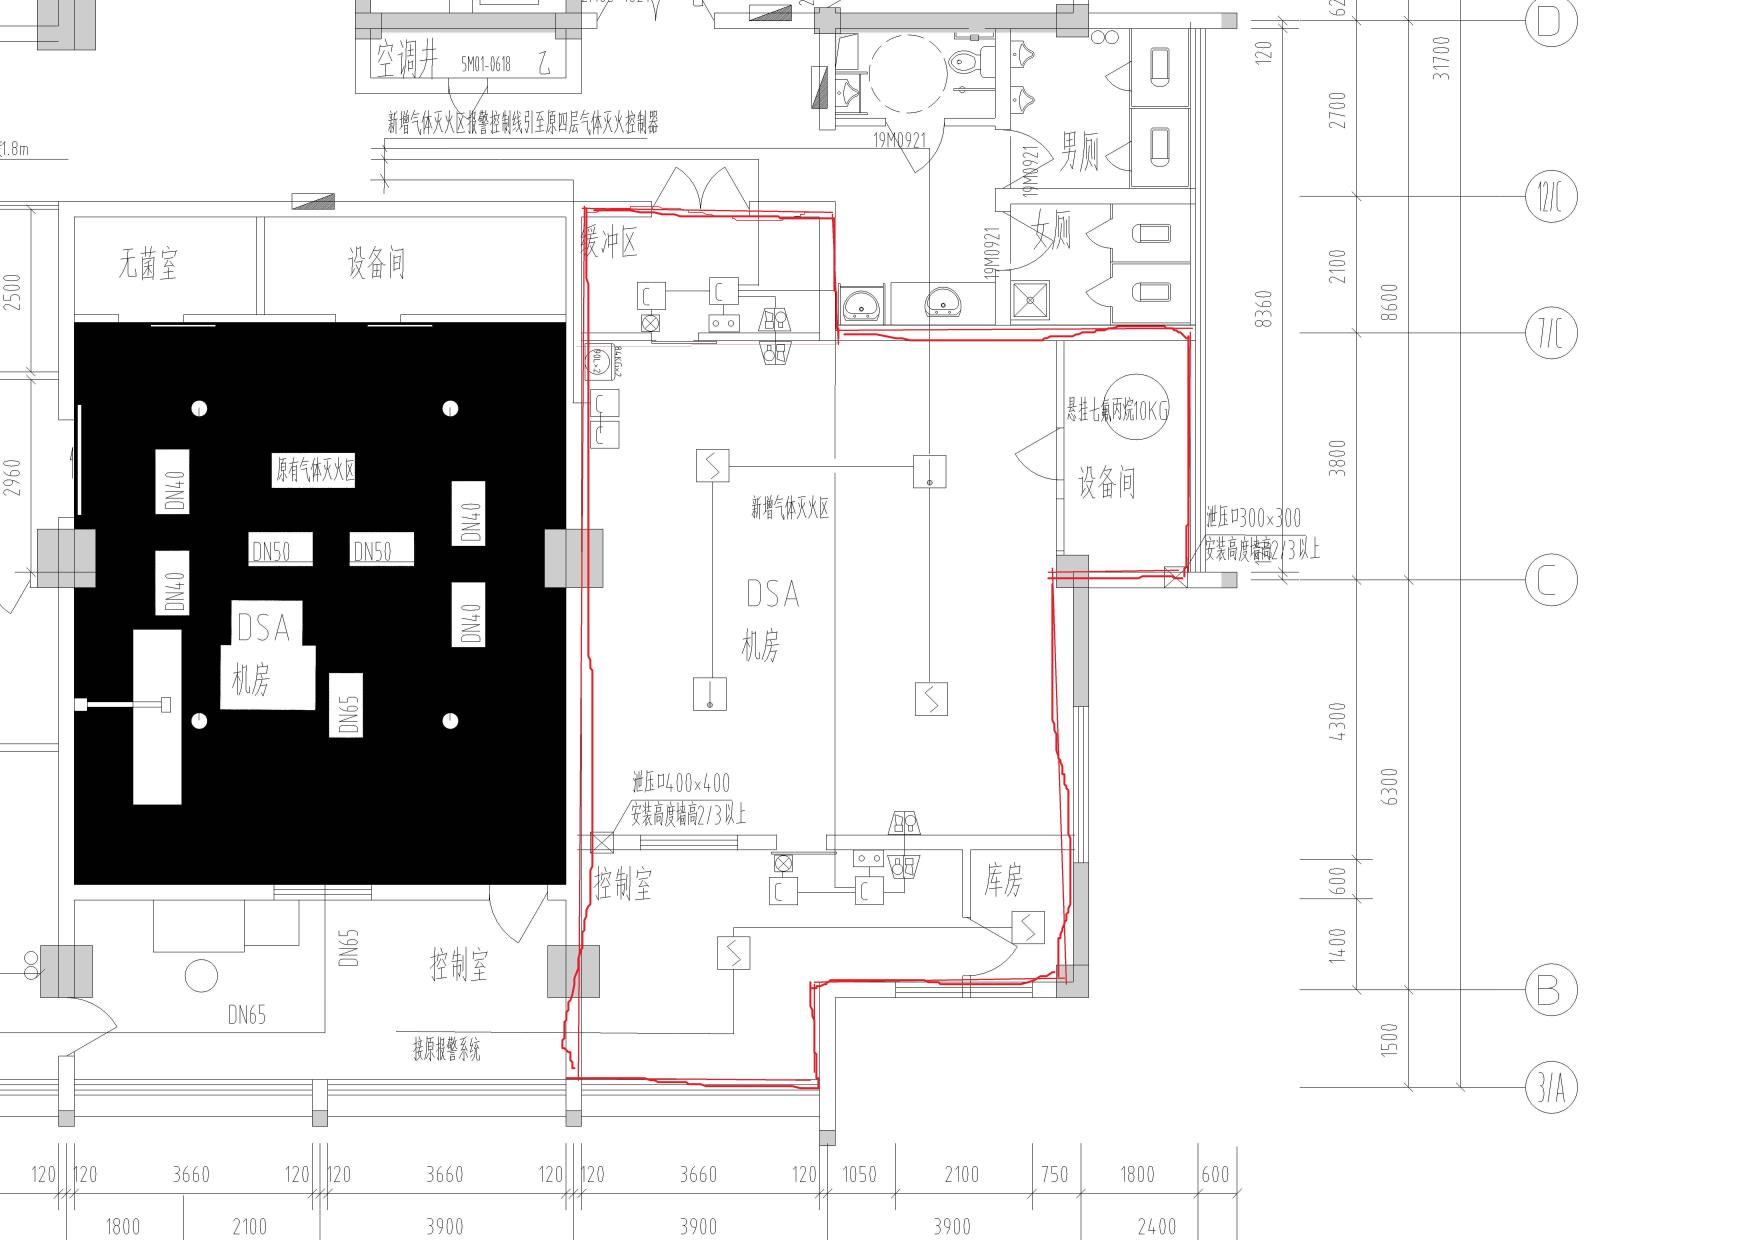 D
120
31700
空调井
5M01-0618
乙
2700
新增气体灭火区报警控制线引至原四层气体灭火控制器
1.8m
19M0921
19M0921
男厕
12/C
无菌室
设备间
缓冲区
19M0921
女厕
2100
2500
C
C
8360
8600
7/C
84KG×2
90L×2
C
C
悬挂七氟丙烷10KG
原有气体灭火区
DN40
DN40
2960
3800
设备间
新增气体灭火区
泄压口300×300
安装高度墙高2/3以上
DN50
DN50
DN40
DN40
C
DSA
机房
DSA
机房
DN65
4300
泄压口400×400
安装高度墙高2/3以上
6300
控制室
C
C
库房
600
DN65
控制室
1400
B
DN65
接原报警系统
1500
3/A
120
120
3660
120
120
3660
120
120
3660
120
1050
2100
750
1800
600
1800
2100
3900
3900
3900
2400